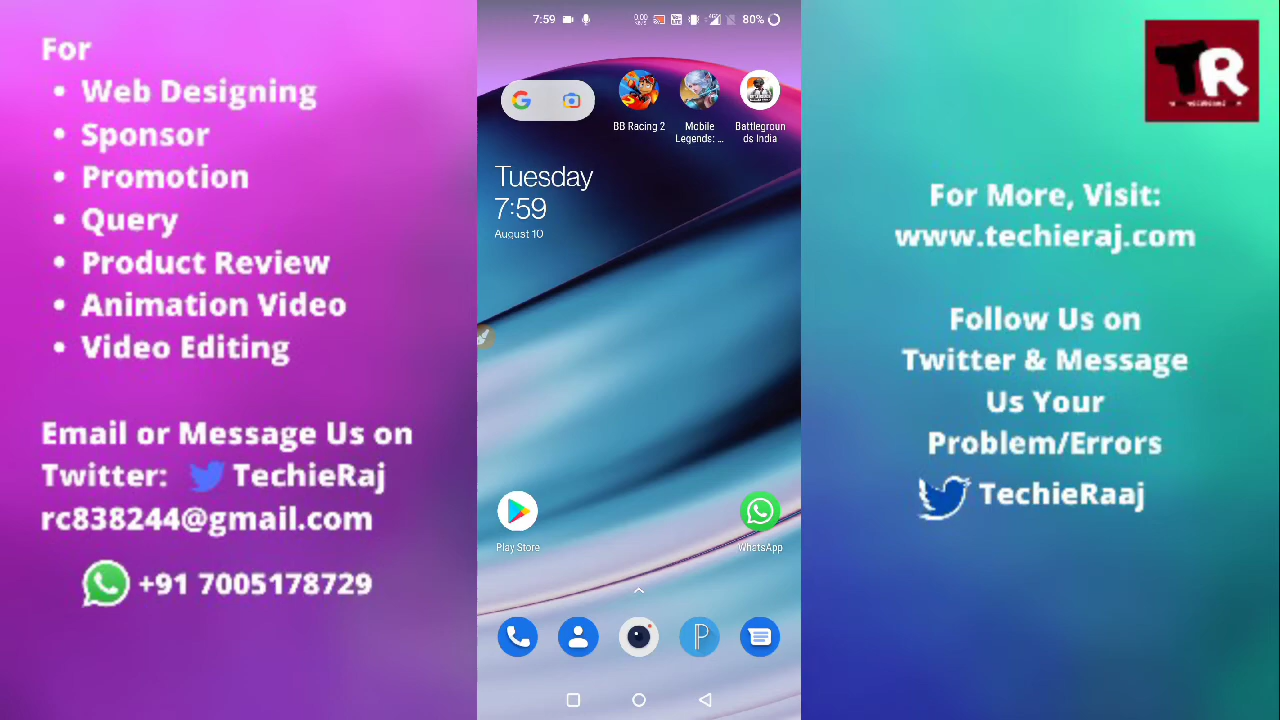 For
• Web Designing
• Sponsor
• Promotion
• Query
• Product Review
• Animation Video
• Video Editing
Email or Message Us on
Twitter: TechieRaj
rc838244@gmail.com
+91 7005178729
7:59
80%
BB Racing 2
Mobile
Legends: ...
Battlegroun
ds India
Tuesday
7:59
August 10
Play Store
WhatsApp
TR
For More, Visit:
www.techieraj.com
Follow Us on
Twitter & Message
Us Your
Problem/Errors
TechieRaaj